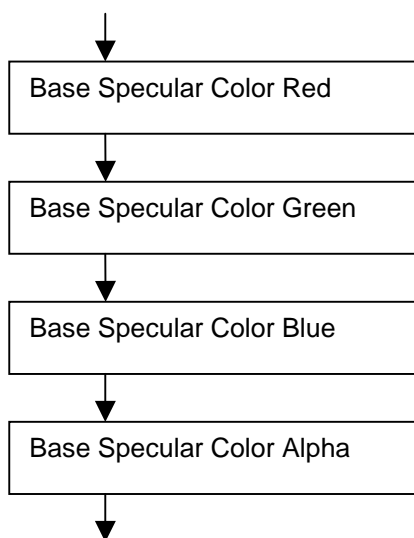 Base Specular Color Red
Base Specular Color Green
Base Specular Color Blue
Base Specular Color Alpha